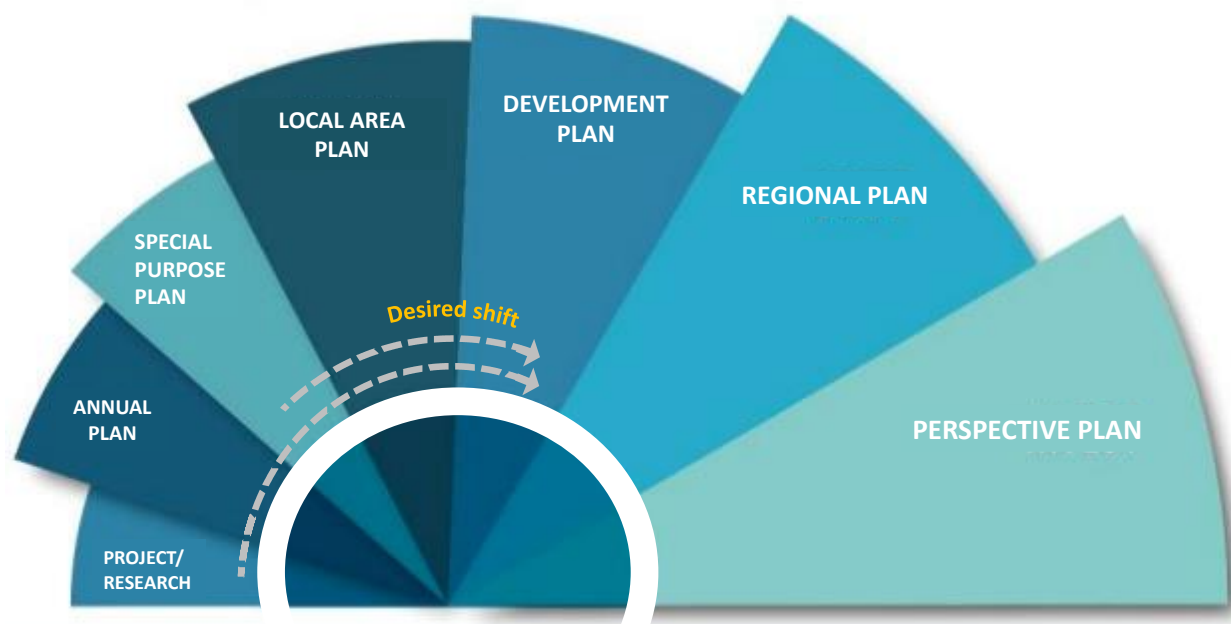 PROJECT/
RESEARCH
ANNUAL
PLAN
SPECIAL
PURPOSE
PLAN
LOCAL AREA
PLAN
DEVELOPMENT
PLAN
REGIONAL PLAN
PERSPECTIVE PLAN
Desired shift